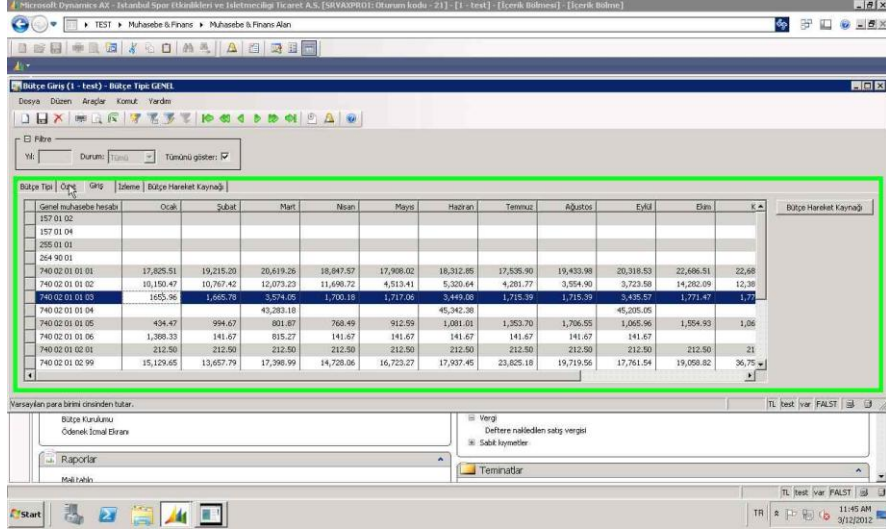 Microsoft Dynamics AX - Istanbul Spor Etkinlikleri ve Isletmeciligi Ticaret A.S. [SRVAXPRO1: Oturum kodu - 21] - [1 - test] - [İçerik Bölmesi] - [İçerik Bölme]
TEST Muhasebe & Finans Muhasebe & Finans Alan
Bütçe Giriş (1 - test) - Bütçe Tipi: GENEL
Dosya Düzen Araçlar Komut Yardım
Filtre
Yıl: Durum: Tümü Tümünü göster:
Bütçe Tipi Özet Giriş İzleme Bütçe Hareket Kaynağı
Genel muhasebe hesabı Ocak Şubat Mart Nisan Mayıs Haziran Temmuz Ağustos Eylül Ekim K Bütçe Hareket Kaynağı
157 01 02
157 01 04
255 01 01
264 90 01
740 02 01 01 01 17,825.51 19,215.20 20,619.26 18,847.57 17,908.02 18,312.85 17,535.90 19,433.98 20,318.53 22,686.51 22,68
740 02 01 01 02 10,150.47 10,767.42 12,073.23 11,698.72 4,513.41 5,320.64 4,281.77 3,554.90 3,723.58 14,282.09 12,38
740 02 01 01 03 1655.96 1,665.78 3,574.05 1,700.18 1,717.06 3,449.08 1,715.39 1,715.39 3,435.57 1,771.47 1,77
740 02 01 01 04 43,283.18 45,342.38 45,205.05
740 02 01 01 05 434.47 994.67 801.87 768.49 912.59 1,081.01 1,353.70 1,706.55 1,065.96 1,554.93 1,06
740 02 01 01 06 1,388.33 141.67 815.27 141.67 141.67 141.67 141.67 141.67 141.67
740 02 01 02 01 212.50 212.50 212.50 212.50 212.50 212.50 212.50 212.50 212.50 212.50 21
740 02 01 02 99 15,129.65 13,657.79 17,398.99 14,728.06 16,723.27 17,937.45 23,825.18 19,719.56 17,761.54 19,058.82 36,75
Varsayılan para birimi cinsinden tutar. TL test var FALST
Bütçe Kurulumu
Ödenek İcmal Ekranı
Raporlar
Mali tablo
Vergi
Deftere nakledilen satış vergisi
Sabit kıymetler
Teminatlar
TL test var FALST
Start TR 11:45 AM
3/12/2012